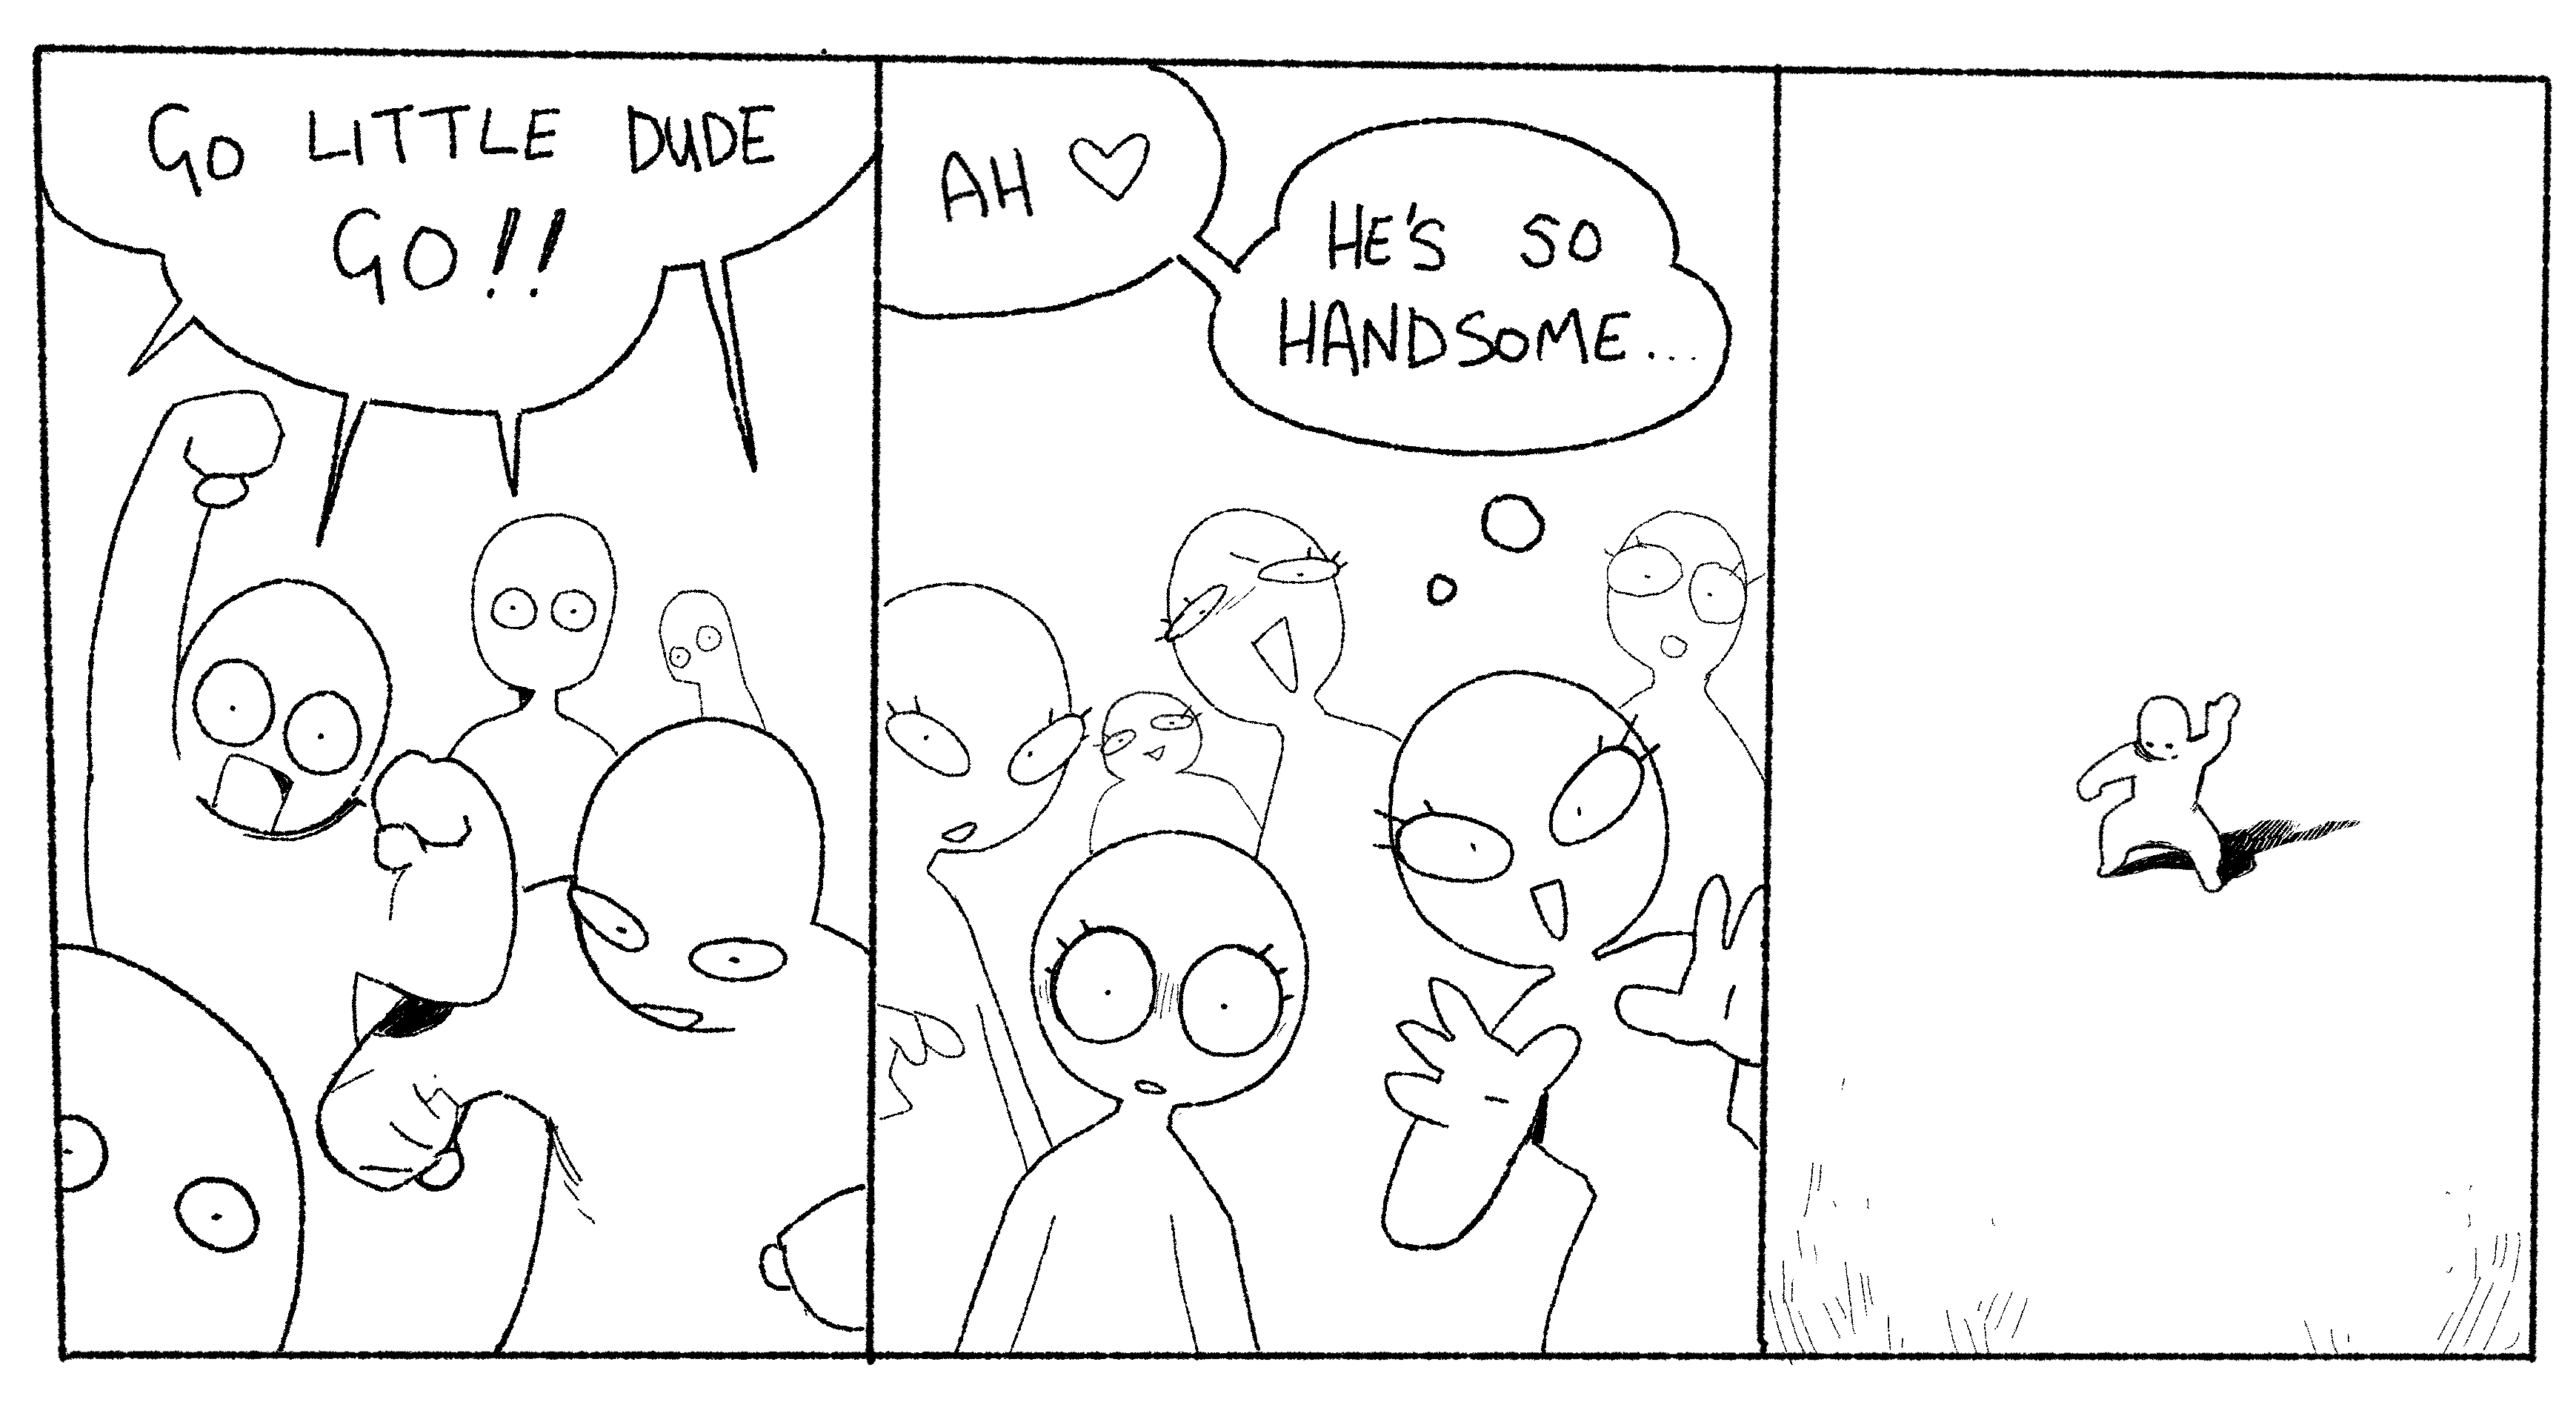 GO LITTLE DUDE
GO!!
AH ♡
HE'S SO
HANDSOME...